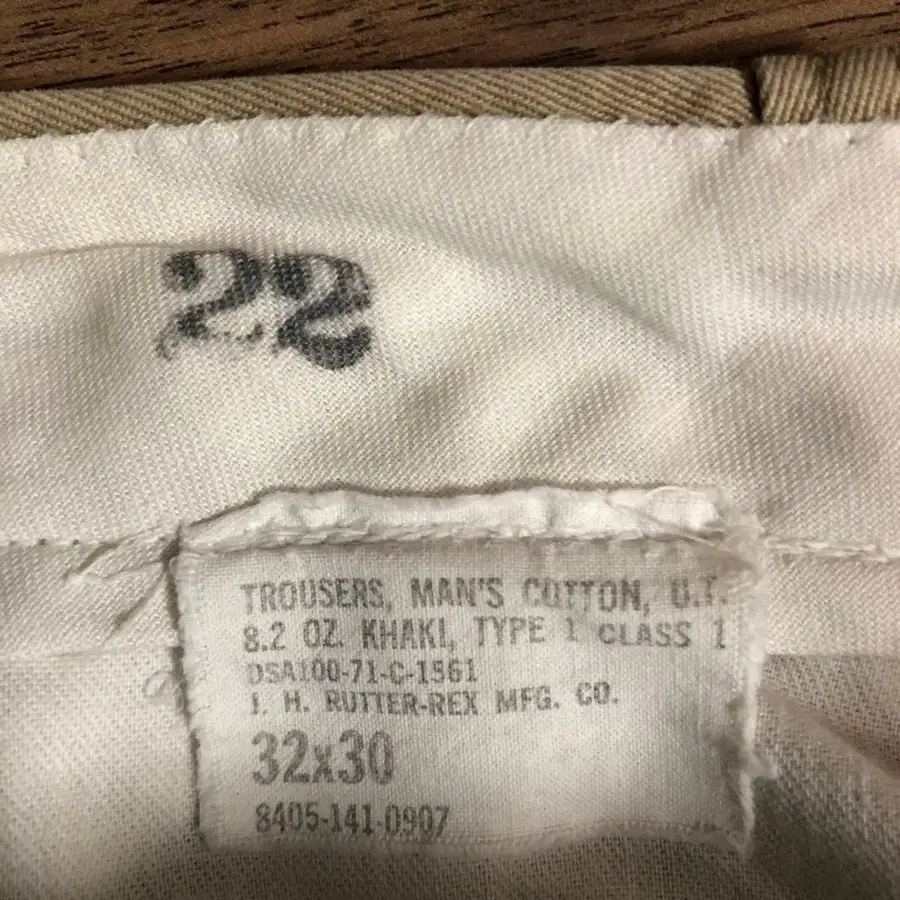 22
TROUSERS, MAN'S COTTON, U.T.
8.2 OZ. KHAKI, TYPE 1 CLASS 1
DSA100-71-C-1561
J. H. RUTTER-REX MFG. CO.
32x30
8405-141-0907